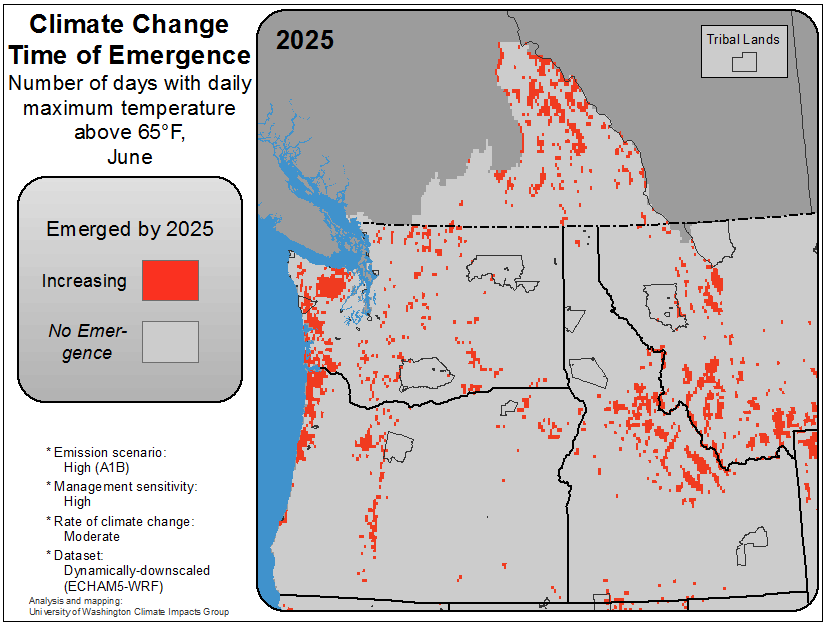 Climate Change
Time of Emergence
Number of days with daily
maximum temperature
above 65°F,
June
Emerged by 2025
Increasing
No Emer-
gence
* Emission scenario:
High (A1B)
* Management sensitivity:
High
* Rate of climate change:
Moderate
* Dataset:
Dynamically-downscaled
(ECHAM5-WRF)
Analysis and mapping:
University of Washington Climate Impacts Group
2025
Tribal Lands